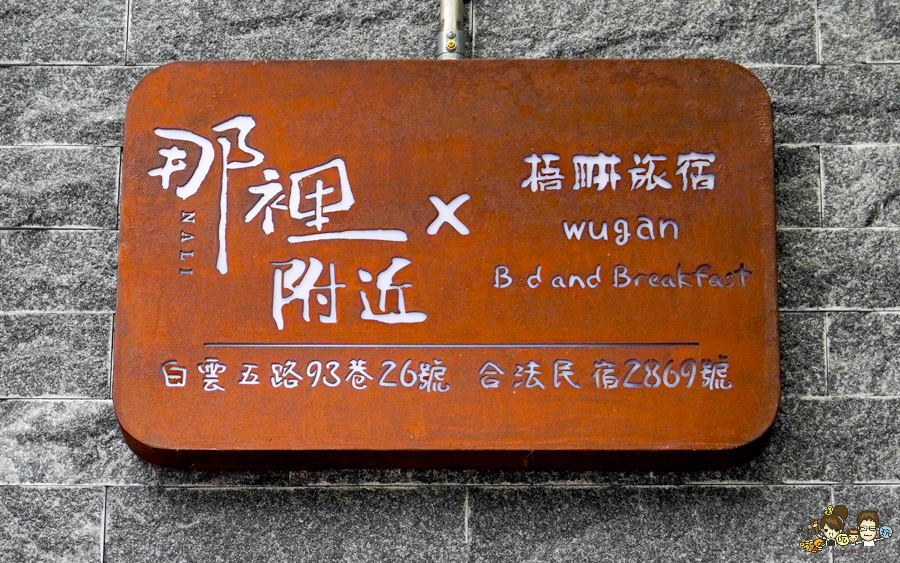 那裡
NALI
附近
×
梧畊旅宿
wugan
Bed and Breakfast
白雲五路93巷26號 合法民宿2869號